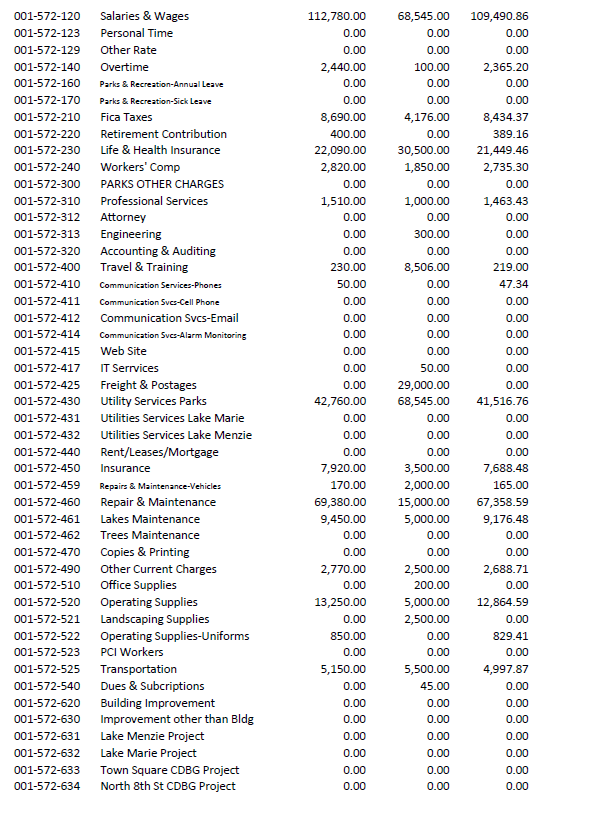 001-572-120 Salaries & Wages 112,780.00 68,545.00 109,490.86
001-572-123 Personal Time 0.00 0.00 0.00
001-572-129 Other Rate 0.00 0.00 0.00
001-572-140 Overtime 2,440.00 100.00 2,365.20
001-572-160 Parks & Recreation-Annual Leave 0.00 0.00 0.00
001-572-170 Parks & Recreation-Sick Leave 0.00 0.00 0.00
001-572-210 Fica Taxes 8,690.00 4,176.00 8,434.37
001-572-220 Retirement Contribution 400.00 0.00 389.16
001-572-230 Life & Health Insurance 22,090.00 30,500.00 21,449.46
001-572-240 Workers' Comp 2,820.00 1,850.00 2,735.30
001-572-300 PARKS OTHER CHARGES 0.00 0.00 0.00
001-572-310 Professional Services 1,510.00 1,000.00 1,463.43
001-572-312 Attorney 0.00 0.00 0.00
001-572-313 Engineering 0.00 300.00 0.00
001-572-320 Accounting & Auditing 0.00 0.00 0.00
001-572-400 Travel & Training 230.00 8,506.00 219.00
001-572-410 Communication Services-Phones 50.00 0.00 47.34
001-572-411 Communication Svcs-Cell Phone 0.00 0.00 0.00
001-572-412 Communication Svcs-Email 0.00 0.00 0.00
001-572-414 Communication Svcs-Alarm Monitoring 0.00 0.00 0.00
001-572-415 Web Site 0.00 0.00 0.00
001-572-417 IT Serrvices 0.00 50.00 0.00
001-572-425 Freight & Postages 0.00 29,000.00 0.00
001-572-430 Utility Services Parks 42,760.00 68,545.00 41,516.76
001-572-431 Utilities Services Lake Marie 0.00 0.00 0.00
001-572-432 Utilities Services Lake Menzie 0.00 0.00 0.00
001-572-440 Rent/Leases/Mortgage 0.00 0.00 0.00
001-572-450 Insurance 7,920.00 3,500.00 7,688.48
001-572-459 Repairs & Maintenance-Vehicles 170.00 2,000.00 165.00
001-572-460 Repair & Maintenance 69,380.00 15,000.00 67,358.59
001-572-461 Lakes Maintenance 9,450.00 5,000.00 9,176.48
001-572-462 Trees Maintenance 0.00 0.00 0.00
001-572-470 Copies & Printing 0.00 0.00 0.00
001-572-490 Other Current Charges 2,770.00 2,500.00 2,688.71
001-572-510 Office Supplies 0.00 200.00 0.00
001-572-520 Operating Supplies 13,250.00 5,000.00 12,864.59
001-572-521 Landscaping Supplies 0.00 2,500.00 0.00
001-572-522 Operating Supplies-Uniforms 850.00 0.00 829.41
001-572-523 PCI Workers 0.00 0.00 0.00
001-572-525 Transportation 5,150.00 5,500.00 4,997.87
001-572-540 Dues & Subcriptions 0.00 45.00 0.00
001-572-620 Building Improvement 0.00 0.00 0.00
001-572-630 Improvement other than Bldg 0.00 0.00 0.00
001-572-631 Lake Menzie Project 0.00 0.00 0.00
001-572-632 Lake Marie Project 0.00 0.00 0.00
001-572-633 Town Square CDBG Project 0.00 0.00 0.00
001-572-634 North 8th St CDBG Project 0.00 0.00 0.00